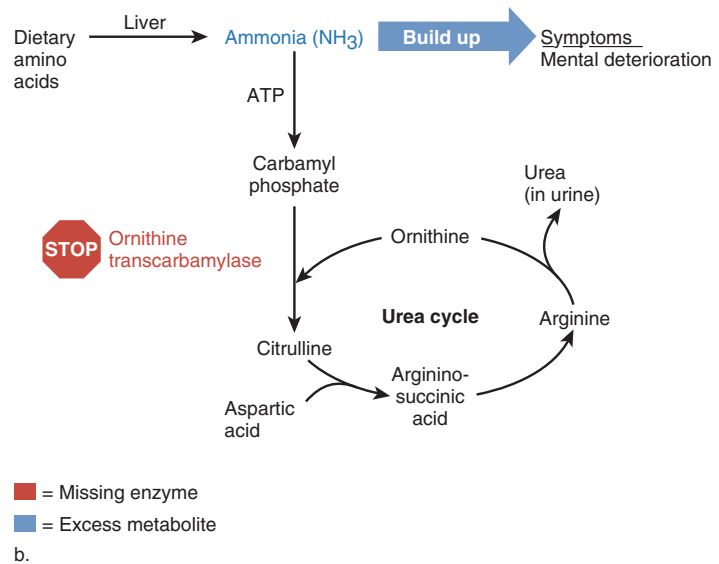 Dietary
amino
acids
Liver
Ammonia (NH3)
Build up
Symptoms
Mental deterioration
ATP
Carbamyl
phosphate
Urea
(in urine)
STOP
Ornithine
transcarbamylase
Ornithine
Urea cycle
Arginine
Citrulline
Arginino-
succinic
acid
Aspartic
acid
= Missing enzyme
= Excess metabolite
b.